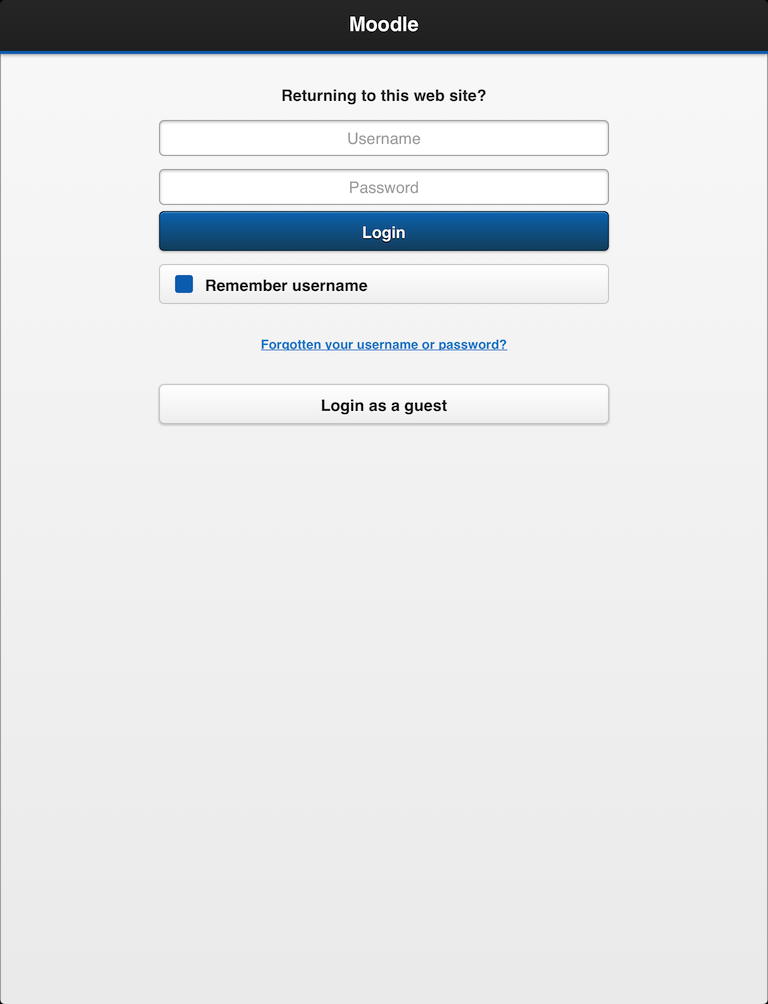 Moodle
Returning to this web site?
Username
Password
Login
Remember username
Forgotten your username or password?
Login as a guest